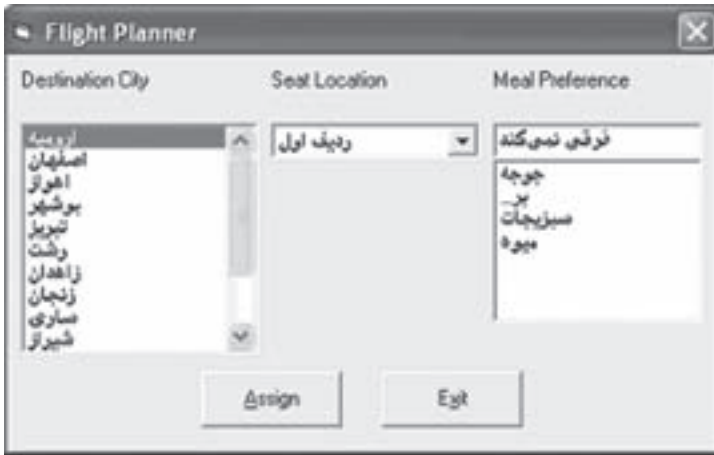 Flight Planner
Destination City
Seat Location
Meal Preference
ارومیه
اصفهان
اهواز
بوشهر
تبریز
رشت
زاهدان
زنجان
ساری
شیراز
ردیف اول
فرقی نمی‌کند
جوجه
سبزیجات
میوه
Assign
Exit